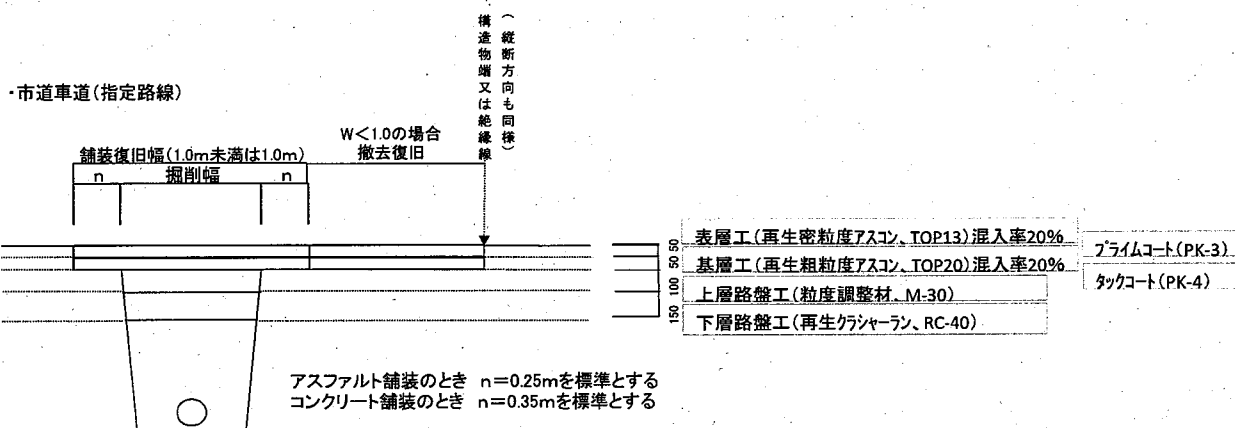 (縦断方向も同様)
構造物端又は絶縁線
・市道車道(指定路線)
W<1.0の場合
撤去復旧
舗装復旧幅(1.0m未満は1.0m)
n 掘削幅 n
50 表層工(再生密粒度アスコン、TOP13)混入率20%
プライムコート(PK-3)
50 基層工(再生粗粒度アスコン、TOP20)混入率20%
タックコート(PK-4)
100 上層路盤工(粒度調整材、M-30)
150 下層路盤工(再生クラシャーラン、RC-40)
アスファルト舗装のとき n=0.25mを標準とする
コンクリート舗装のとき n=0.35mを標準とする